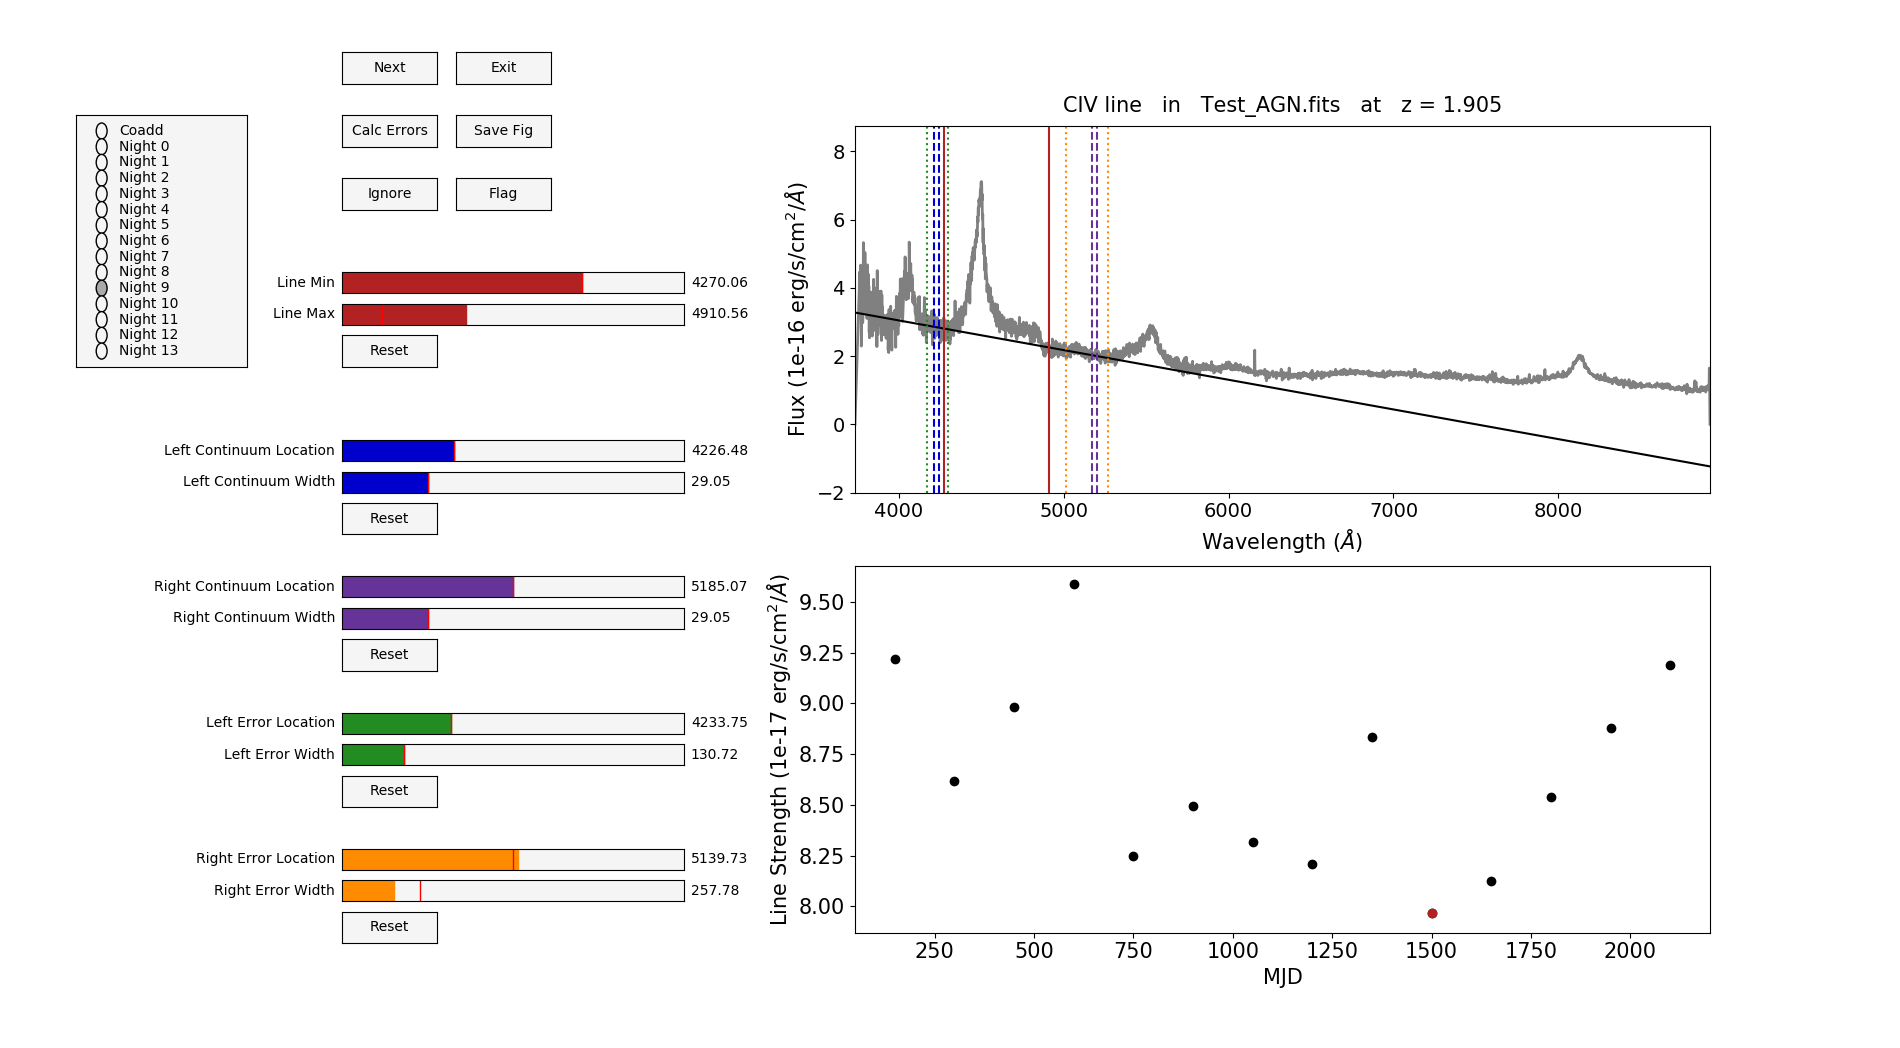 Next
Exit
Calc Errors
Save Fig
Ignore
Flag
Coadd
Night 0
Night 1
Night 2
Night 3
Night 4
Night 5
Night 6
Night 7
Night 8
Night 9
Night 10
Night 11
Night 12
Night 13
Line Min 4270.06
Line Max 4910.56
Reset
Left Continuum Location 4226.48
Left Continuum Width 29.05
Reset
Right Continuum Location 5185.07
Right Continuum Width 29.05
Reset
Left Error Location 4233.75
Left Error Width 130.72
Reset
Right Error Location 5139.73
Right Error Width 257.78
Reset
CIV line in Test_AGN.fits at z = 1.905
Flux (1e-16 erg/s/cm²/Å)
8
6
4
2
0
−2
4000 5000 6000 7000 8000
Wavelength (Å)
Line Strength (1e-17 erg/s/cm²/Å)
9.50
9.25
9.00
8.75
8.50
8.25
8.00
250 500 750 1000 1250 1500 1750 2000
MJD